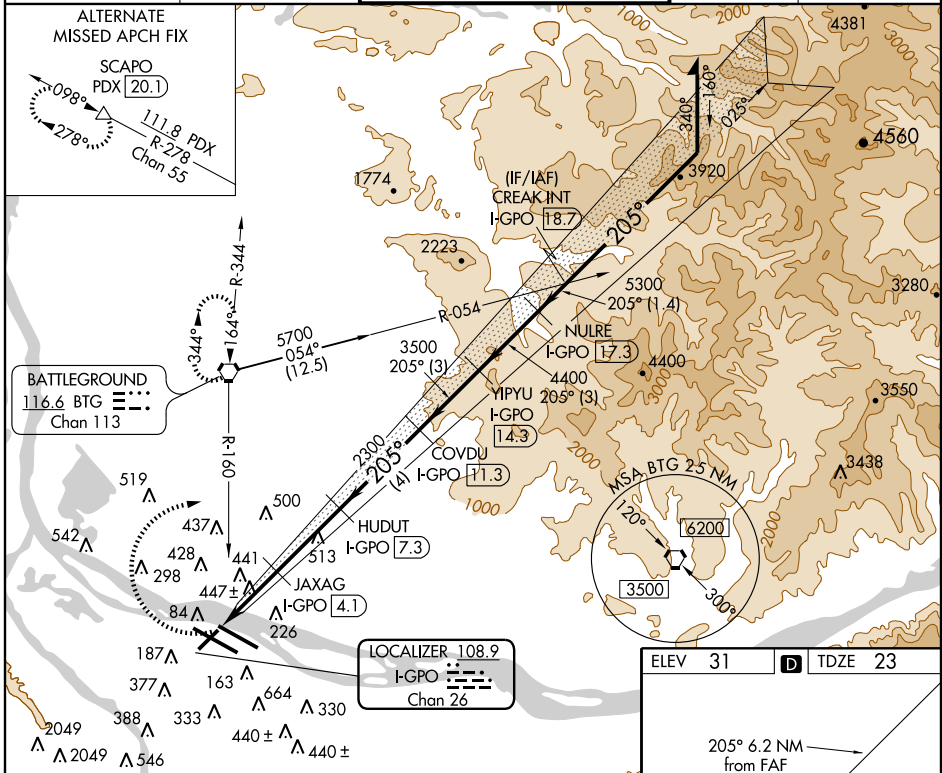 ALTERNATE
MISSED APCH FIX
SCAPO
PDX 20.1
098°
278°
111.8 PDX
R-278
Chan 55
2000
1000
2000
4381
3000
340°
160°
025°
4560
3920
1774
(IF/IAF)
CREAK INT
I-GPO 18.7
205°
2223
R-344
344°
164°
5700
054°
(12.5)
R-054
5300
205° (1.4)
3280
NULRE
I-GPO 17.3
3500
205° (3)
4400
3000
4400
205° (3)
YIPYU
I-GPO
14.3
3550
BATTLEGROUND
116.6 BTG
Chan 113
R-160
2300
205°
(4)
COVDU
I-GPO 11.3
2000
1000
3438
2000
MSA BTG 25 NM
120°
6200
3500
300°
519
500
437
542
428
298
441
447 ±
513
HUDUT
I-GPO 7.3
JAXAG
I-GPO 4.1
84
226
187
163
377
333
664
330
388
440 ±
440 ±
2049
2049
546
LOCALIZER 108.9
I-GPO
Chan 26
ELEV 31
D
TDZE 23
205° 6.2 NM
from FAF